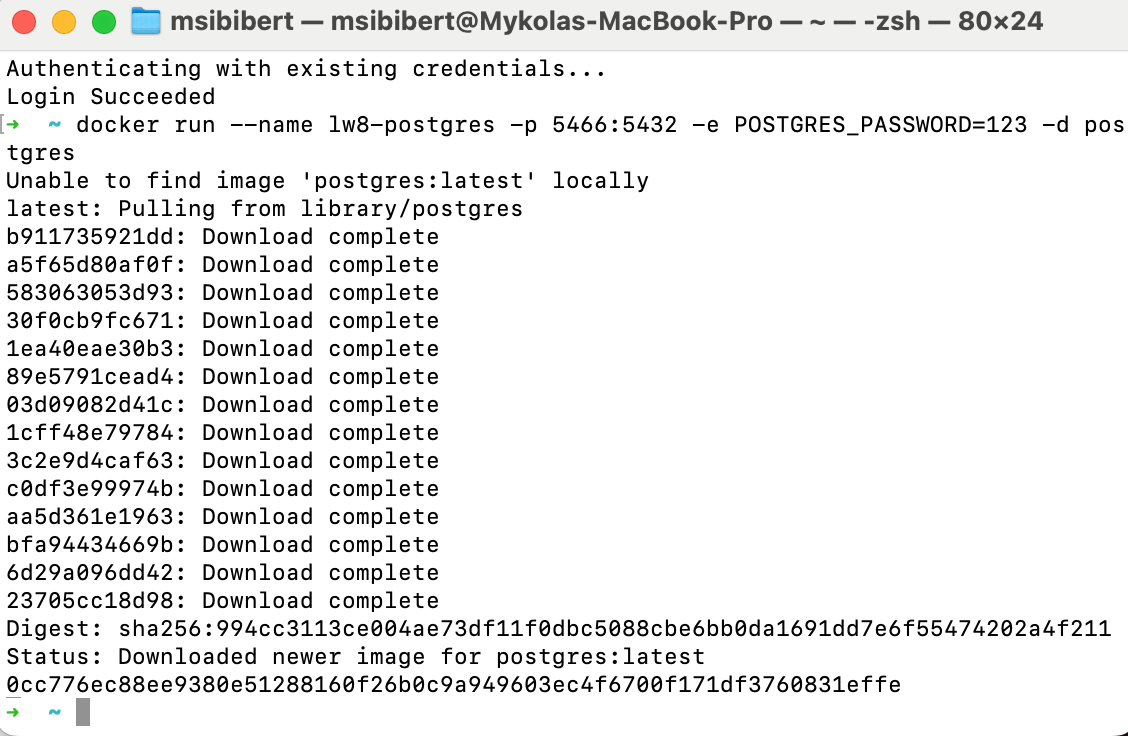 msibibert — msibibert@Mykolas-MacBook-Pro — ~ — -zsh — 80×24
Authenticating with existing credentials...
Login Succeeded
[➜  ~ docker run --name lw8-postgres -p 5466:5432 -e POSTGRES_PASSWORD=123 -d pos
tgres
Unable to find image 'postgres:latest' locally
latest: Pulling from library/postgres
b911735921dd: Download complete
a5f65d80af0f: Download complete
583063053d93: Download complete
30f0cb9fc671: Download complete
1ea40eae30b3: Download complete
89e5791cead4: Download complete
03d09082d41c: Download complete
1cff48e79784: Download complete
3c2e9d4caf63: Download complete
c0df3e99974b: Download complete
aa5d361e1963: Download complete
bfa94434669b: Download complete
6d29a096dd42: Download complete
23705cc18d98: Download complete
Digest: sha256:994cc3113ce004ae73df11f0dbc5088cbe6bb0da1691dd7e6f55474202a4f211
Status: Downloaded newer image for postgres:latest
0cc776ec88ee9380e51288160f26b0c9a949603ec4f6700f171df3760831effe
➜  ~